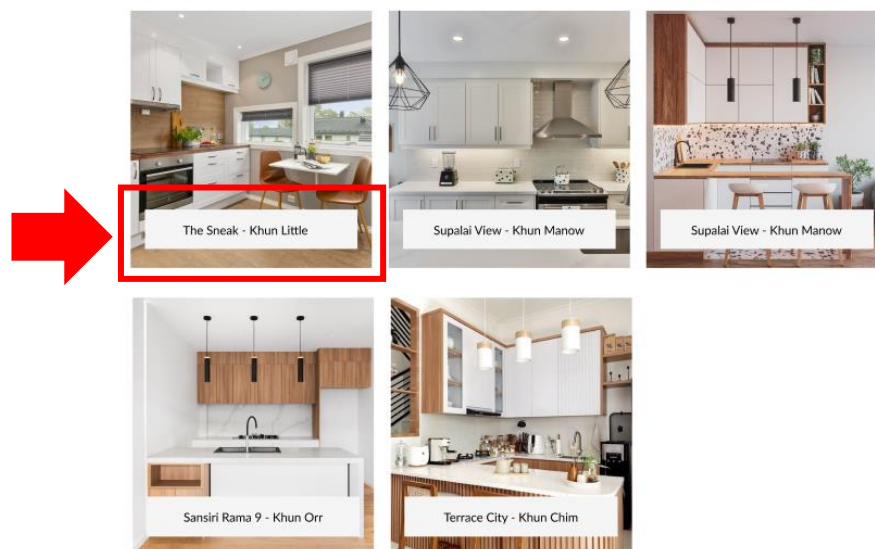 The Sneak - Khun Little
Supalai View - Khun Manow
Supalai View - Khun Manow
Sansiri Rama 9 - Khun Orr
Terrace City - Khun Chim